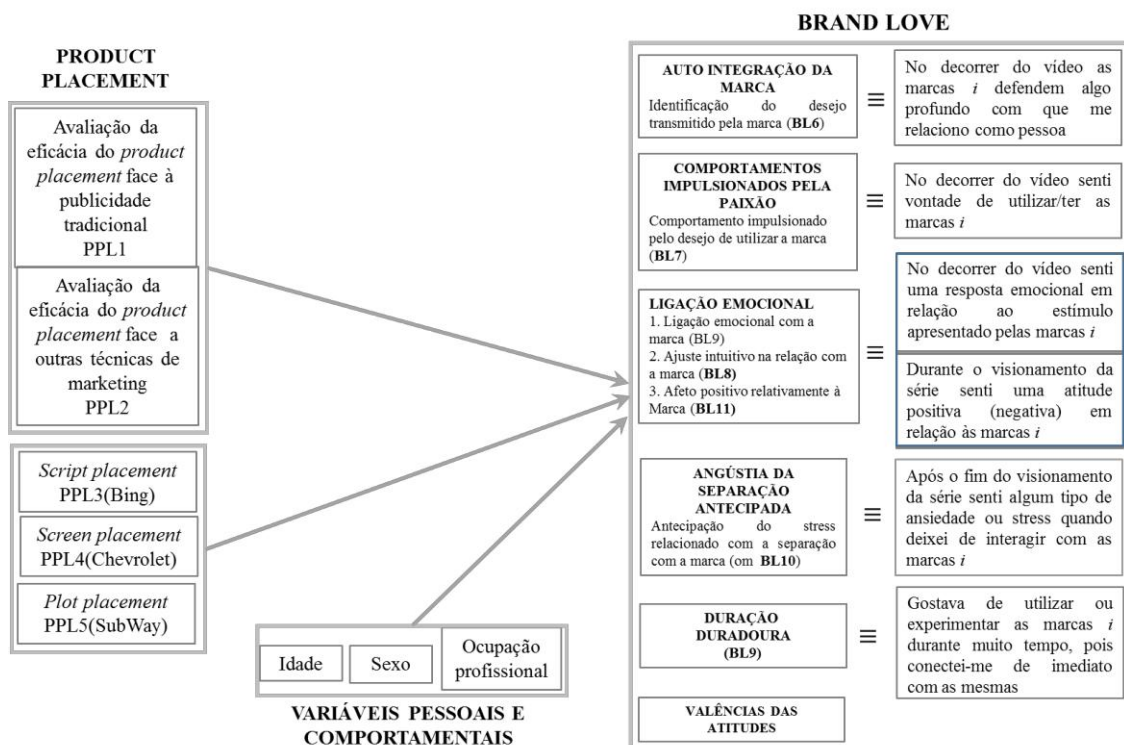 PRODUCT
PLACEMENT
Avaliação da
eficácia do product
placement face à
publicidade
tradicional
PPL1
Avaliação da
eficácia do product
placement face a
outras técnicas de
marketing
PPL2
Script placement
PPL3(Bing)
Screen placement
PPL4(Chevrolet)
Plot placement
PPL5(SubWay)
Idade
Sexo
Ocupação
profissional
VARIÁVEIS PESSOAIS E
COMPORTAMENTAIS
BRAND LOVE
AUTO INTEGRAÇÃO DA
MARCA
Identificação do desejo
transmitido pela marca (BL6)
≡
No decorrer do vídeo as
marcas i defendem algo
profundo com que me
relaciono como pessoa
COMPORTAMENTOS
IMPULSIONADOS PELA
PAIXÃO
Comportamento impulsionado
pelo desejo de utilizar a marca
(BL7)
≡
No decorrer do vídeo senti
vontade de utilizar/ter as
marcas i
LIGAÇÃO EMOCIONAL
1. Ligação emocional com a
marca (BL9)
2. Ajuste intuitivo na relação com
a marca (BL8)
3. Afeto positivo relativamente à
Marca (BL11)
≡
No decorrer do vídeo senti
uma resposta emocional em
relação ao estímulo
apresentado pelas marcas i
Durante o visionamento da
série senti uma atitude
positiva (negativa) em
relação às marcas i
ANGÚSTIA DA
SEPARAÇÃO
ANTECIPADA
Antecipação do stress
relacionado com a separação
com a marca (om BL10)
≡
Após o fim do visionamento
da série senti algum tipo de
ansiedade ou stress quando
deixei de interagir com as
marcas i
DURAÇÃO
DURADOURA
(BL9)
≡
Gostava de utilizar ou
experimentar as marcas i
durante muito tempo, pois
conectei-me de imediato
com as mesmas
VALÊNCIAS DAS
ATITUDES